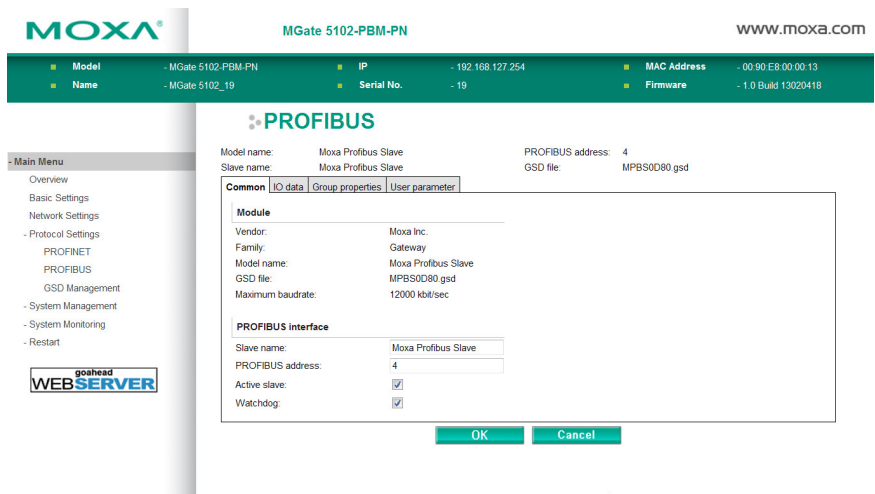 MOXA®
MGate 5102-PBM-PN
www.moxa.com
Model - MGate 5102-PBM-PN IP - 192.168.127.254 MAC Address - 00:90:E8:00:00:13
Name - MGate 5102_19 Serial No. - 19 Firmware - 1.0 Build 13020418
- Main Menu
Overview
Basic Settings
Network Settings
- Protocol Settings
PROFINET
PROFIBUS
GSD Management
- System Management
- System Monitoring
- Restart
goahead
WEBSERVER
PROFIBUS
Model name: Moxa Profibus Slave PROFIBUS address: 4
Slave name: Moxa Profibus Slave GSD file: MPBS0D80.gsd
Common IO data Group properties User parameter
Module
Vendor: Moxa Inc.
Family: Gateway
Model name: Moxa Profibus Slave
GSD file: MPBS0D80.gsd
Maximum baudrate: 12000 kbit/sec
PROFIBUS interface
Slave name: Moxa Profibus Slave
PROFIBUS address: 4
Active slave:
Watchdog:
OK Cancel